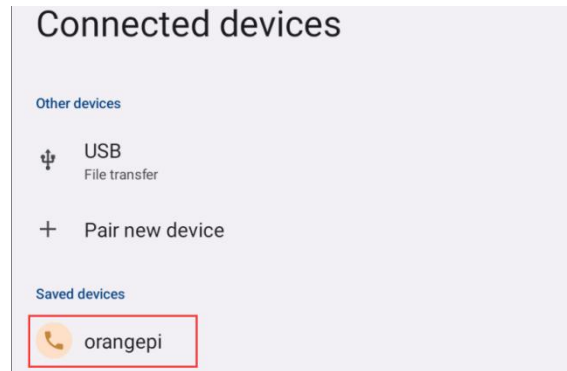 Connected devices
Other devices
USB
File transfer
Pair new device
Saved devices
orangepi